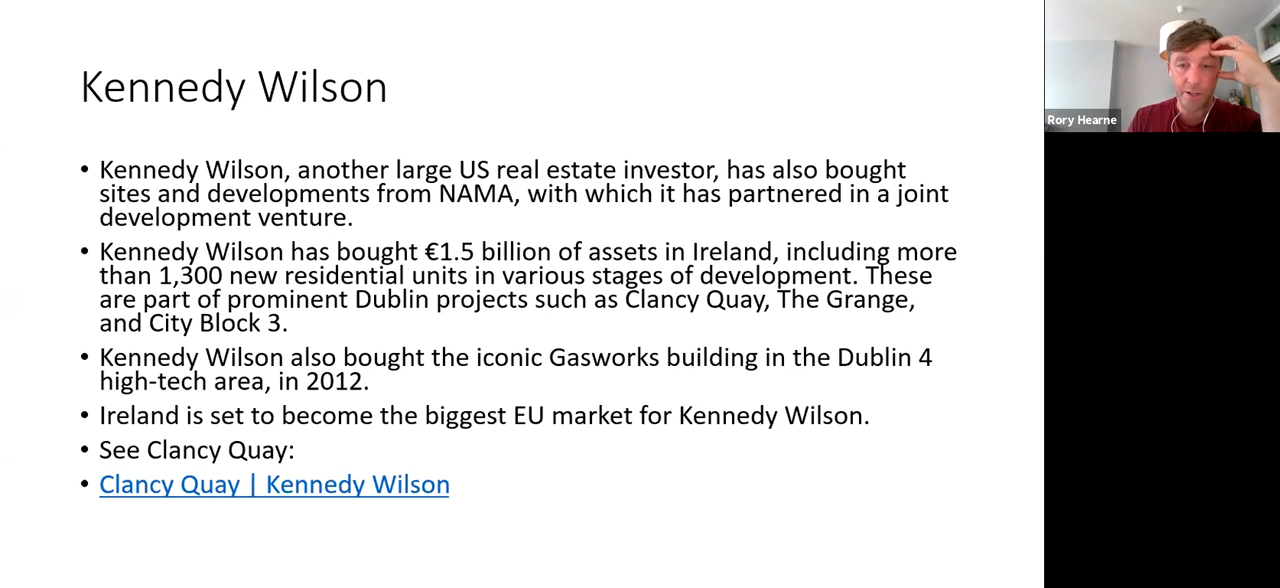 Kennedy Wilson
• Kennedy Wilson, another large US real estate investor, has also bought
sites and developments from NAMA, with which it has partnered in a joint
development venture.
• Kennedy Wilson has bought €1.5 billion of assets in Ireland, including more
than 1,300 new residential units in various stages of development. These
are part of prominent Dublin projects such as Clancy Quay, The Grange,
and City Block 3.
• Kennedy Wilson also bought the iconic Gasworks building in the Dublin 4
high-tech area, in 2012.
• Ireland is set to become the biggest EU market for Kennedy Wilson.
• See Clancy Quay:
• Clancy Quay | Kennedy Wilson
Rory Hearne